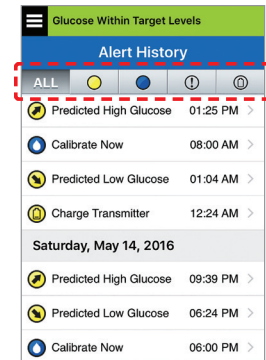 Glucose Within Target Levels
Alert History
ALL
Predicted High Glucose 01:25 PM
Calibrate Now 08:00 AM
Predicted Low Glucose 01:04 AM
Charge Transmitter 12:24 AM
Saturday, May 14, 2016
Predicted High Glucose 09:39 PM
Predicted Low Glucose 06:24 PM
Calibrate Now 06:00 PM